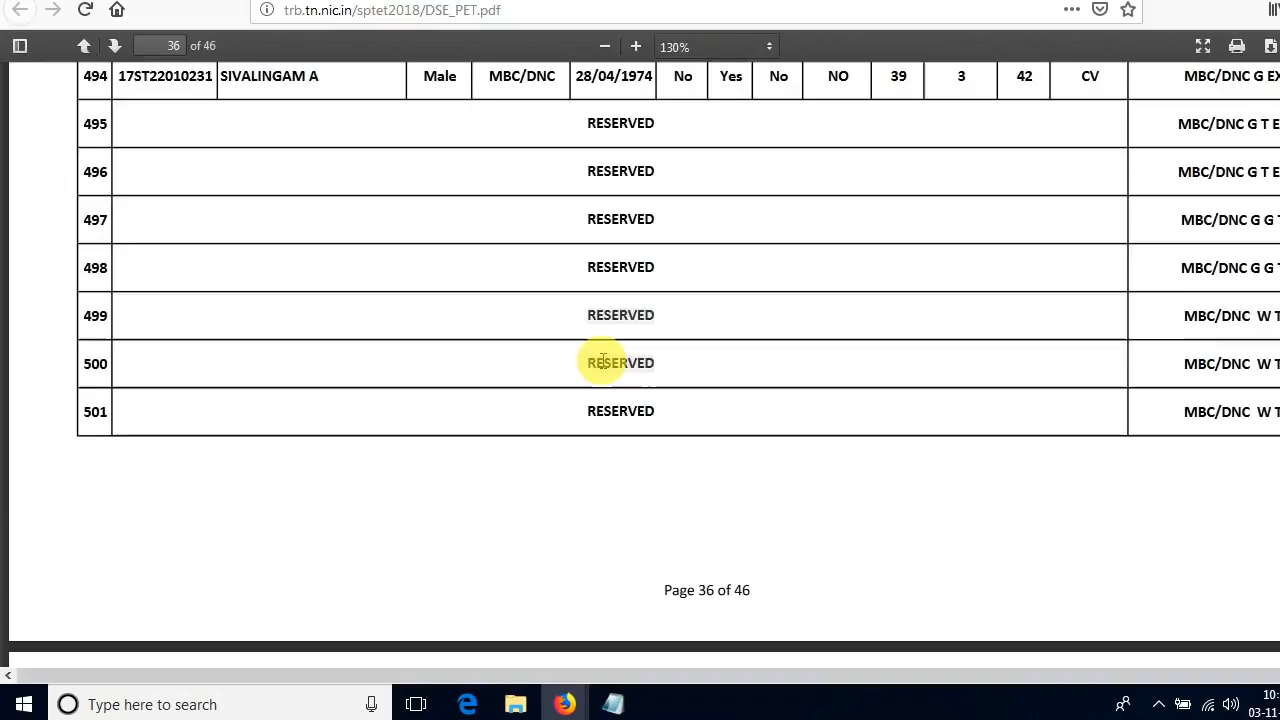 trb.tn.nic.in/sptet2018/DSE_PET.pdf
36 of 46 130%
494 17ST22010231 SIVALINGAM A Male MBC/DNC 28/04/1974 No Yes No NO 39 3 42 CV MBC/DNC G EX
495 RESERVED MBC/DNC G T E
496 RESERVED MBC/DNC G T E
497 RESERVED MBC/DNC G G T
498 RESERVED MBC/DNC G G T
499 RESERVED MBC/DNC W T
500 RESERVED MBC/DNC W T
501 RESERVED MBC/DNC W T
Page 36 of 46
Type here to search
10:
03-11-